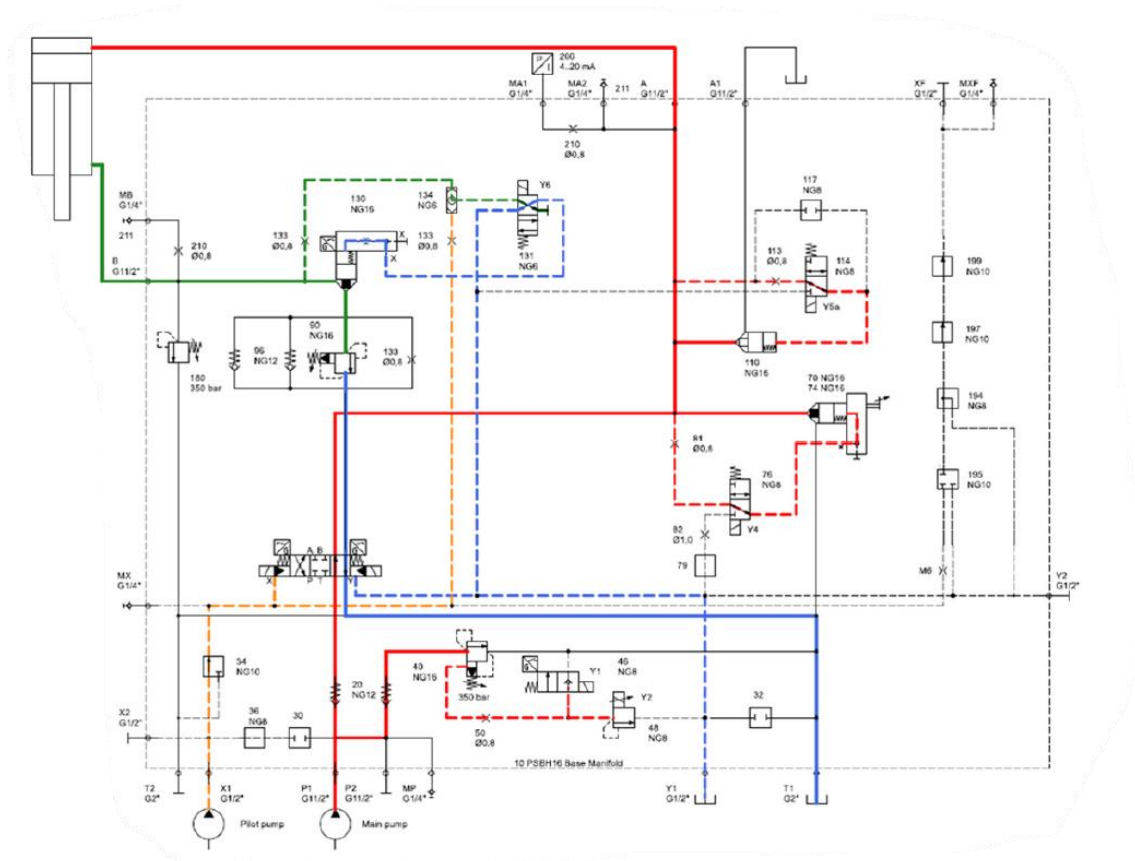 200
4..20 mA
MA1
G1/4"
MA2
G1/4"
211
A
G11/2"
A1
G11/2"
XF
G1/2"
MXF
G1/4"
210
Ø0,8
117
NG8
MB
G1/4"
211
130
NG16
134
NG6
Y6
210
Ø0,8
133
Ø0,8
133
Ø0,8
X
X
131
NG6
113
Ø0,8
114
NG8
199
NG10
B
G11/2"
Y5a
96
NG12
90
NG16
133
Ø0,8
110
NG16
197
NG10
180
350 bar
70 NG16
74 NG16
194
NG8
81
Ø0,8
X
76
NG8
195
NG10
Y4
82
Ø1,0
A B
P T
X
Y
79
M6
MX
G1/4"
Y2
G1/2"
34
NG10
40
NG16
350 bar
Y1
46
NG8
20
NG12
Y2
X2
G1/2
36
NG8
30
50
Ø0,8
48
NG8
32
10 PSBH16 Base Manifold
T2
G2"
X1
G1/2"
P1
G11/2"
P2
G11/2"
MP
G1/4"
Y1
G1/2"
T1
G2"
Pilot pump
Main pump